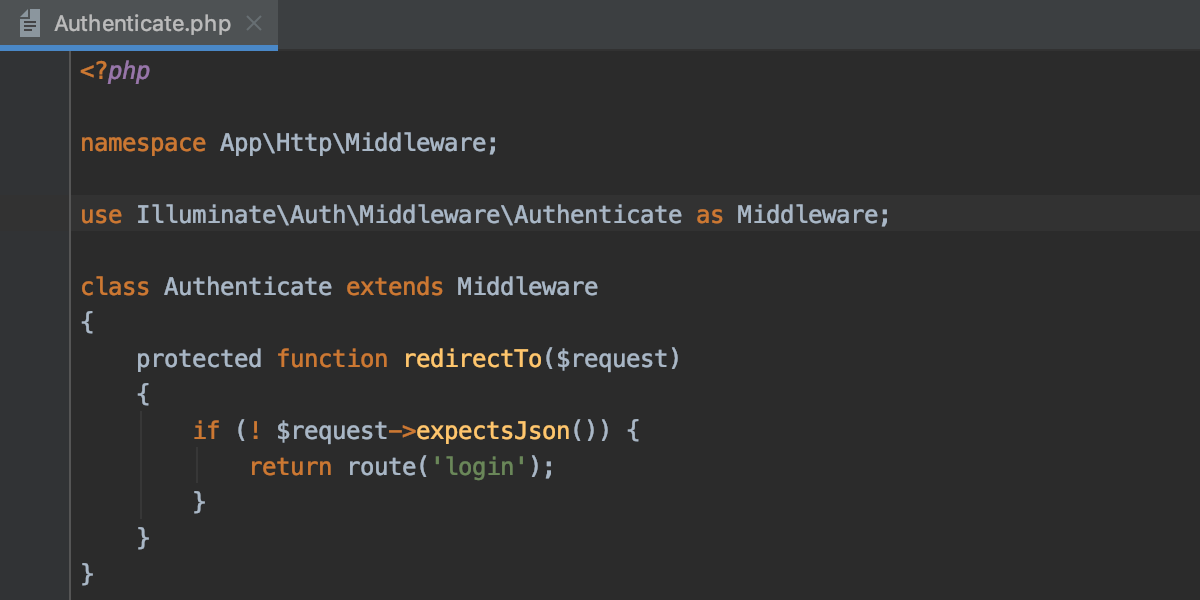 Authenticate.php
<?php
namespace App\Http\Middleware;
use Illuminate\Auth\Middleware\Authenticate as Middleware;
class Authenticate extends Middleware
{
    protected function redirectTo($request)
    {
        if (! $request->expectsJson()) {
            return route('login');
        }
    }
}